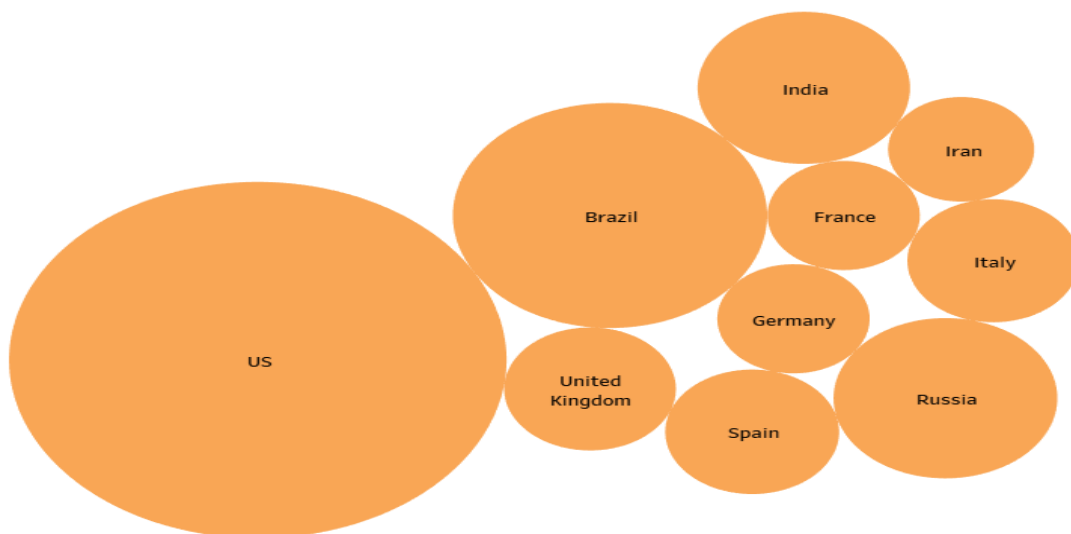 India
Iran
Brazil
France
Italy
Germany
US
United
Kingdom
Russia
Spain